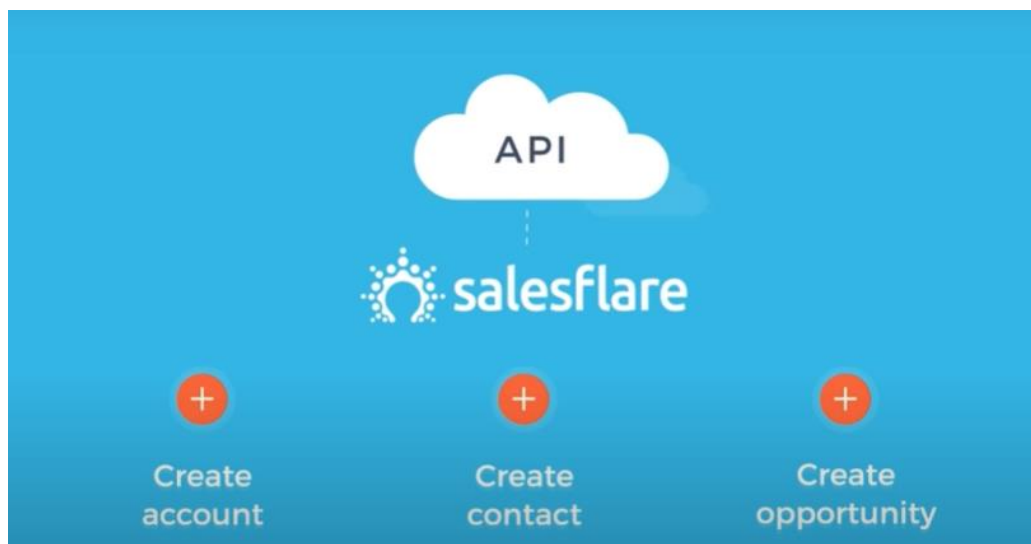 API
salesflare
Create
account
Create
contact
Create
opportunity